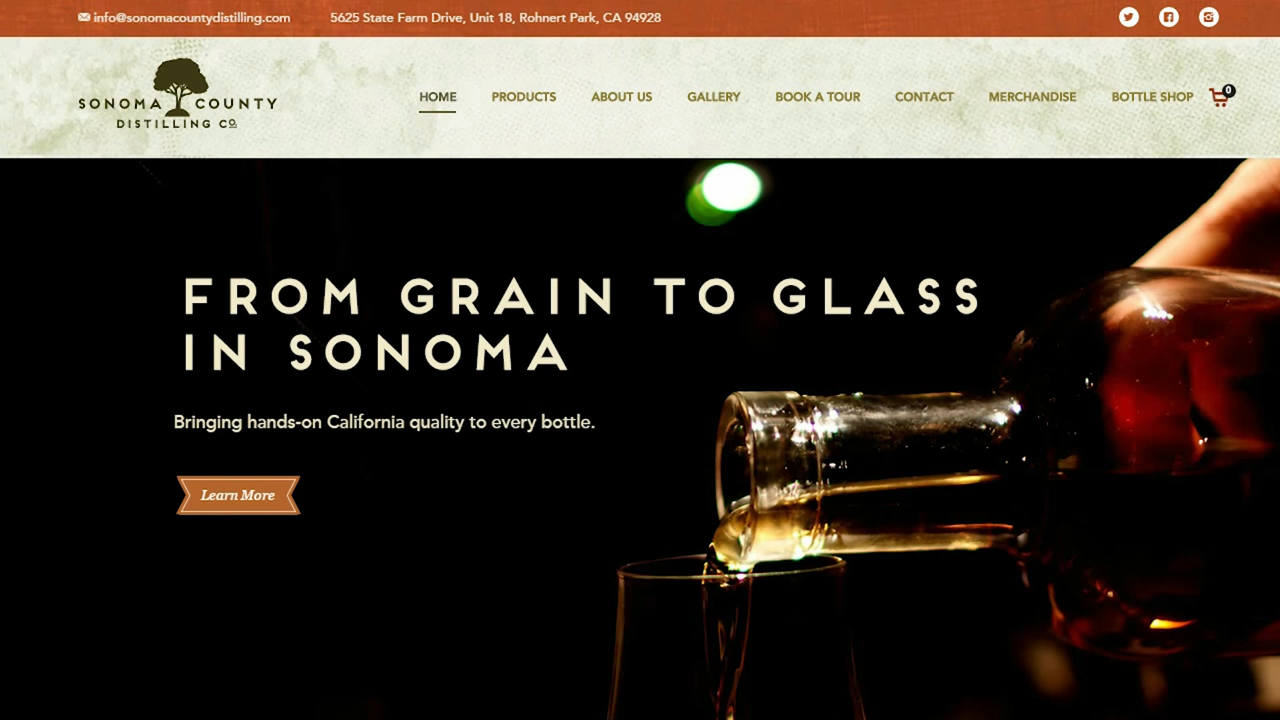 info@sonomacountydistilling.com
5625 State Farm Drive, Unit 18, Rohnert Park, CA 94928
SONOMA COUNTY
DISTILLING CO
HOME
PRODUCTS
ABOUT US
GALLERY
BOOK A TOUR
CONTACT
MERCHANDISE
BOTTLE SHOP
0
FROM GRAIN TO GLASS
IN SONOMA
Bringing hands-on California quality to every bottle.
Learn More